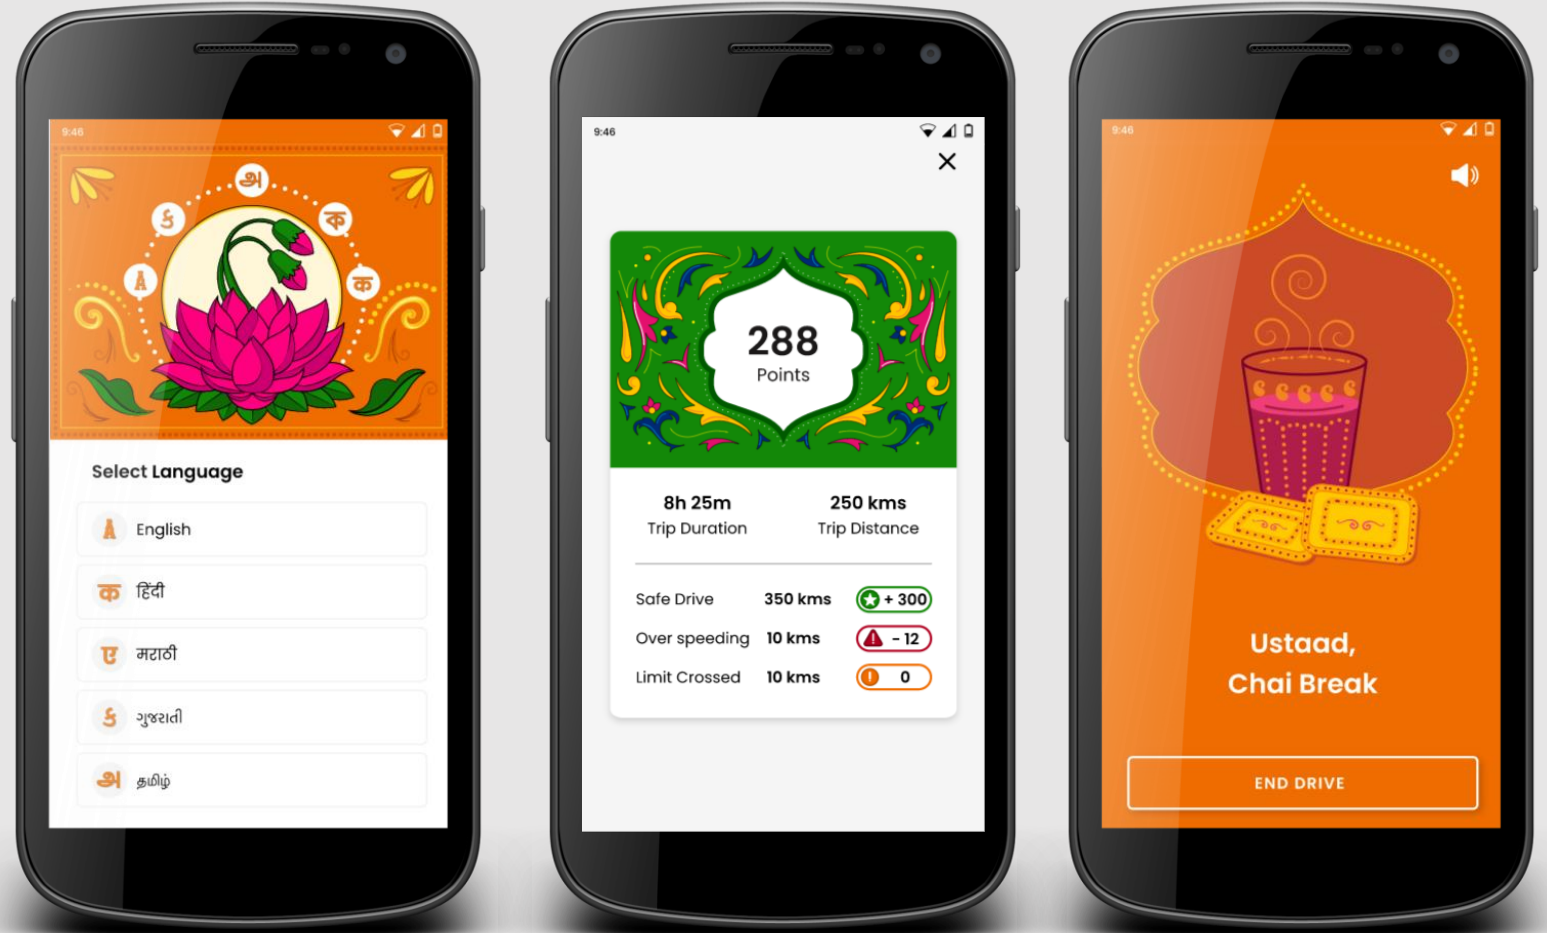 9:46
அ
ક
क
A
क
Select Language
A English
क हिंदी
ए मराठी
ક ગુજરાતી
அ தமிழ்
9:46
288
Points
8h 25m
Trip Duration
250 kms
Trip Distance
Safe Drive 350 kms + 300
Over speeding 10 kms - 12
Limit Crossed 10 kms 0
9:46
Ustaad,
Chai Break
END DRIVE